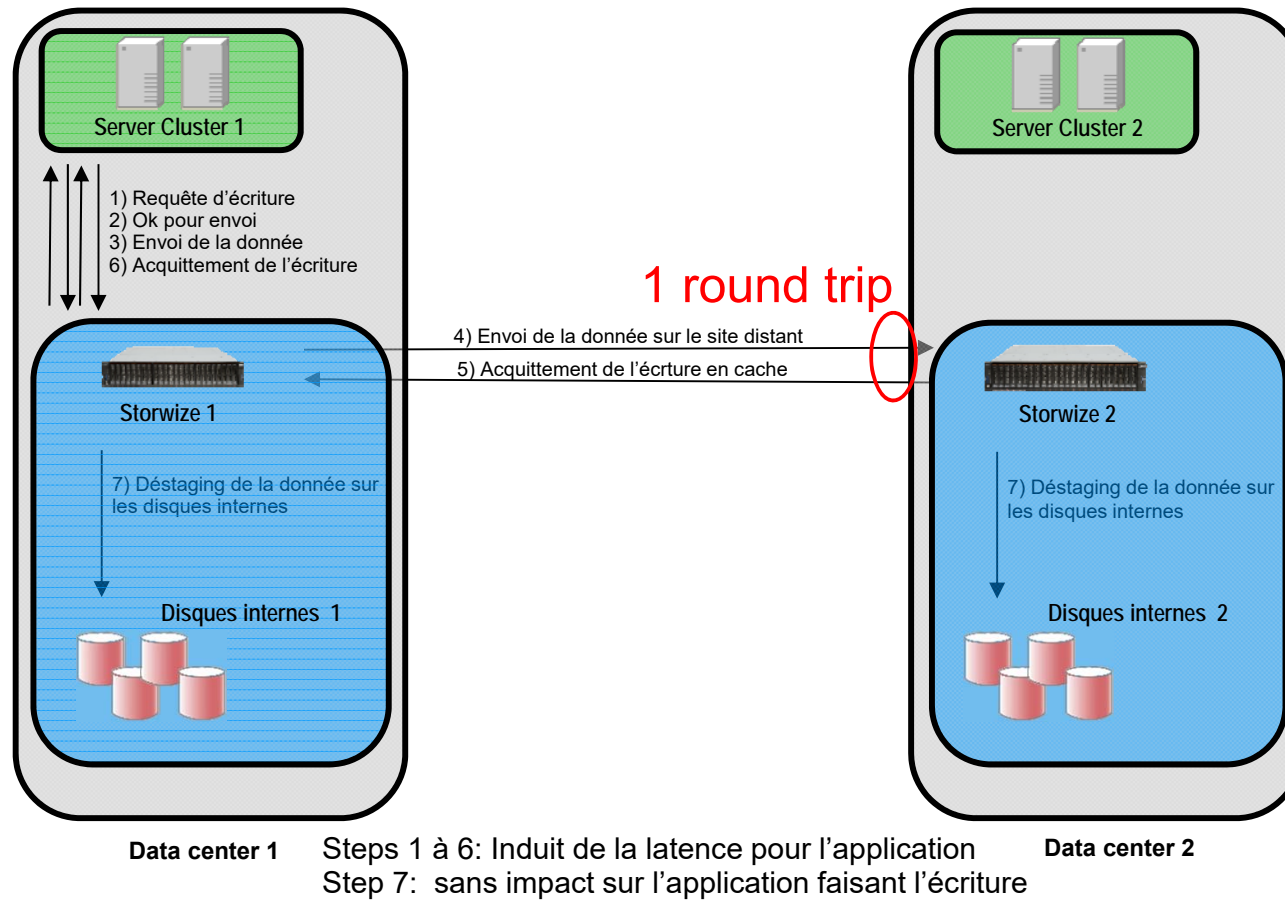 Server Cluster 1
Server Cluster 2
1) Requête d'écriture
2) Ok pour envoi
3) Envoi de la donnée
6) Acquittement de l'écriture
1 round trip
4) Envoi de la donnée sur le site distant
5) Acquittement de l'écrture en cache
Storwize 1
Storwize 2
7) Déstaging de la donnée sur
les disques internes
7) Déstaging de la donnée sur
les disques internes
Disques internes 1
Disques internes 2
Data center 1
Steps 1 à 6: Induit de la latence pour l'application
Data center 2
Step 7: sans impact sur l'application faisant l'écriture